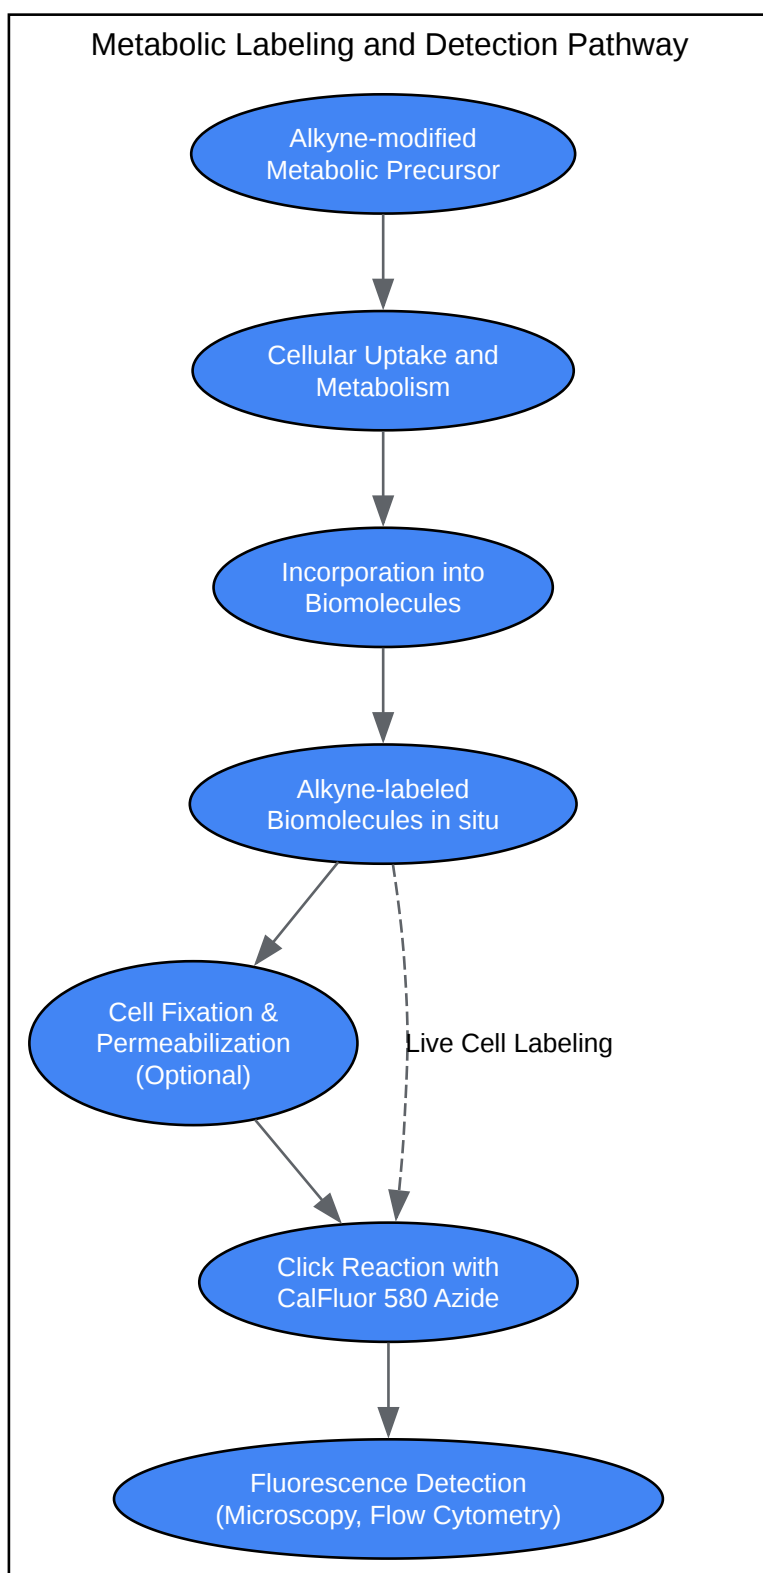 Metabolic Labeling and Detection Pathway
Alkyne-modified
Metabolic Precursor
Cellular Uptake and
Metabolism
Incorporation into
Biomolecules
Alkyne-labeled
Biomolecules in situ
Cell Fixation &
Permeabilization
(Optional)
Live Cell Labeling
Click Reaction with
CalFluor 580 Azide
Fluorescence Detection
(Microscopy, Flow Cytometry)